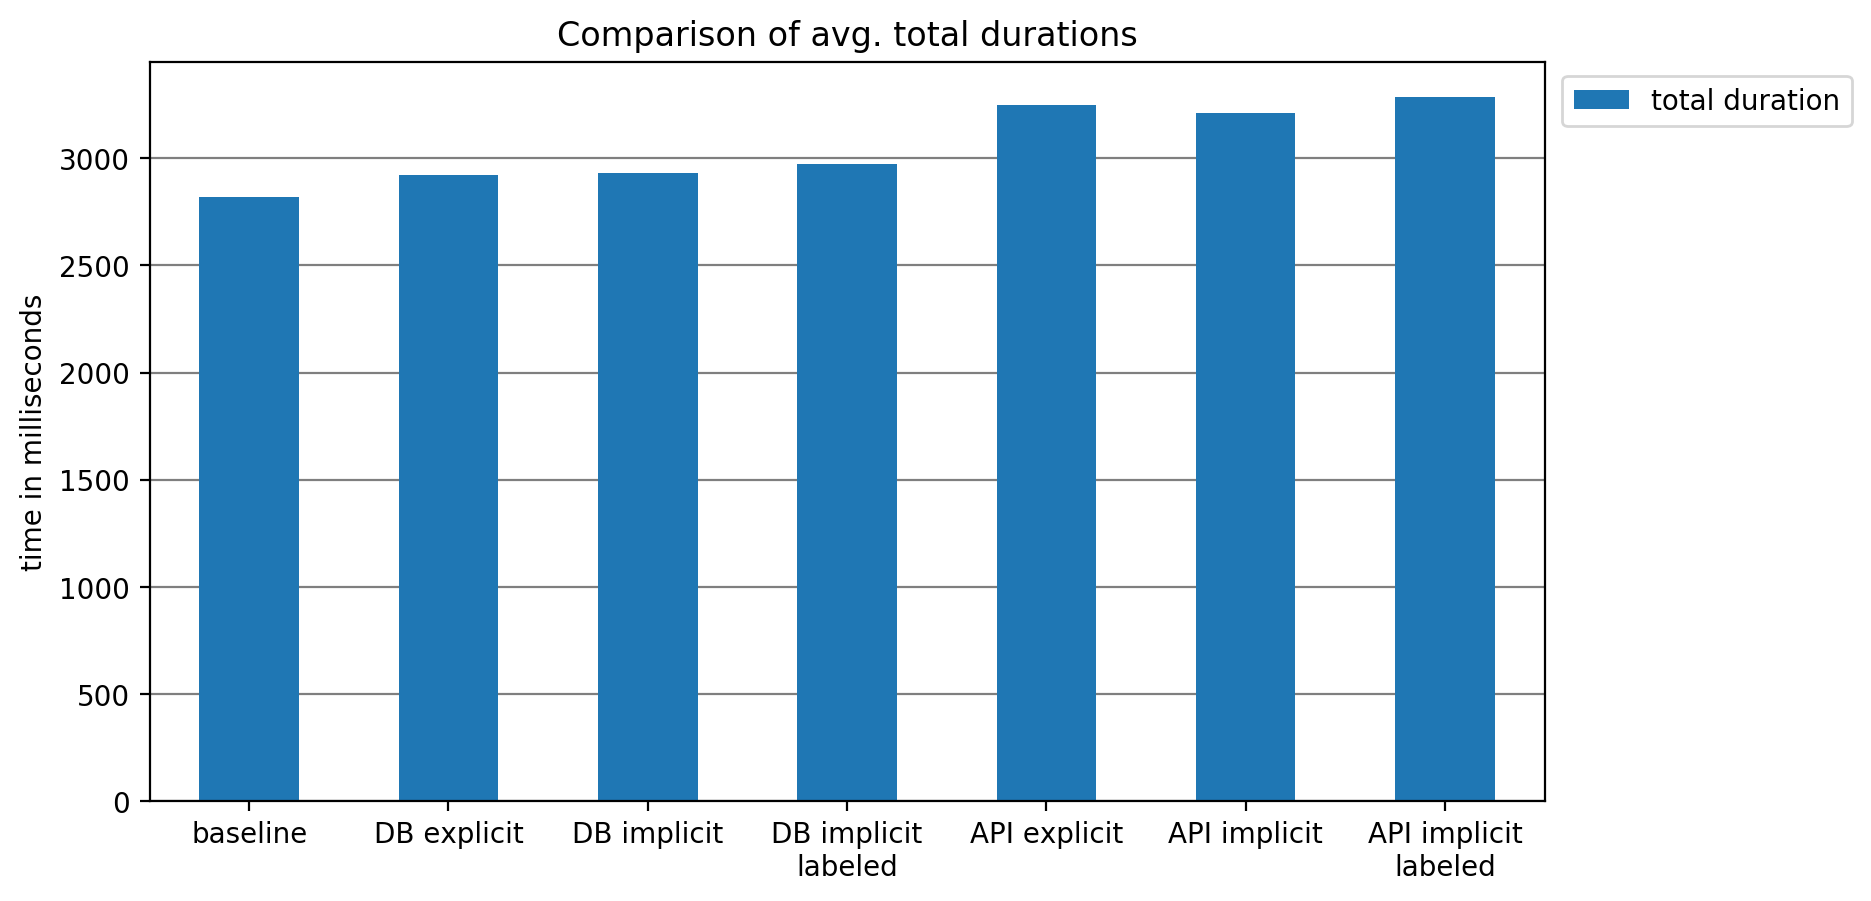 Comparison of avg. total durations
total duration
time in milliseconds
3000
2500
2000
1500
1000
500
0
baseline
DB explicit
DB implicit
DB implicit
labeled
API explicit
API implicit
API implicit
labeled